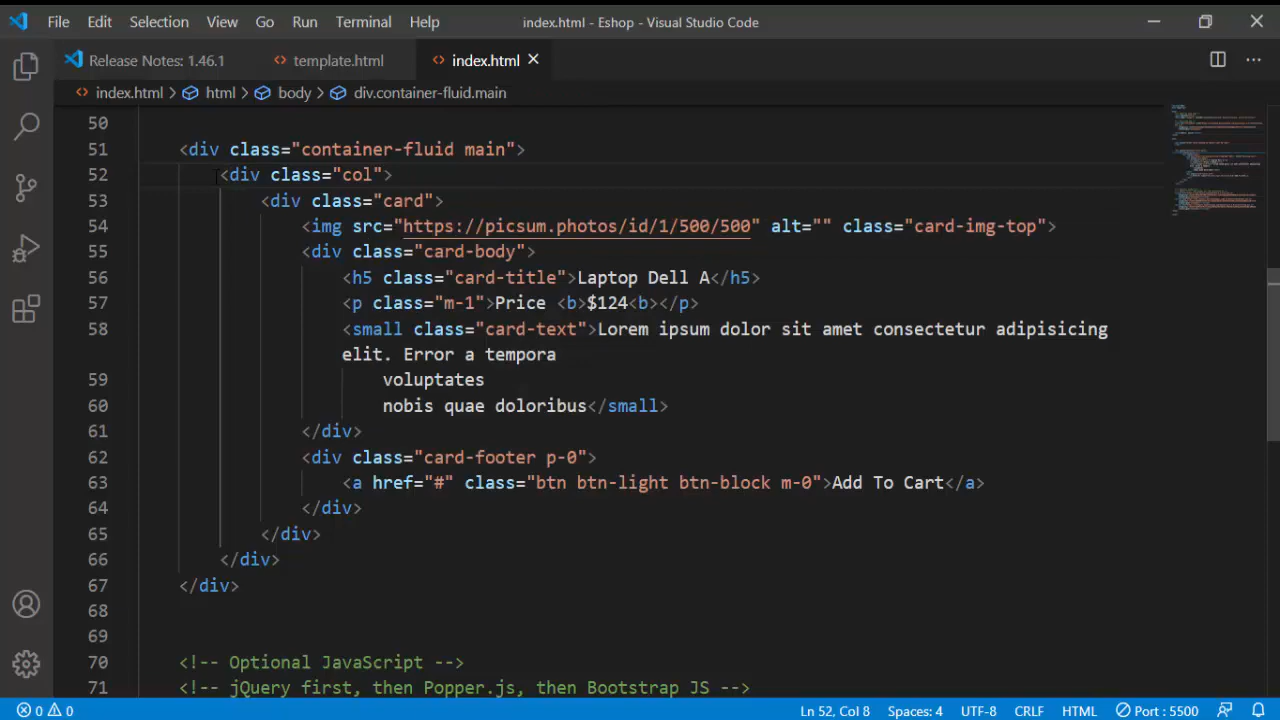 File Edit Selection View Go Run Terminal Help index.html - Eshop - Visual Studio Code
Release Notes: 1.46.1 template.html index.html
index.html > html > body > div.container-fluid.main
50
51 <div class="container-fluid main">
52 <div class="col">
53 <div class="card">
54 <img src="https://picsum.photos/id/1/500/500" alt="" class="card-img-top">
55 <div class="card-body">
56 <h5 class="card-title">Laptop Dell A</h5>
57 <p class="m-1">Price <b>$124<b></p>
58 <small class="card-text">Lorem ipsum dolor sit amet consectetur adipisicing
elit. Error a tempora
59 voluptates
60 nobis quae doloribus</small>
61 </div>
62 <div class="card-footer p-0">
63 <a href="#" class="btn btn-light btn-block m-0">Add To Cart</a>
64 </div>
65 </div>
66 </div>
67 </div>
68
69
70 <!-- Optional JavaScript -->
71 <!-- jQuery first, then Popper.js, then Bootstrap JS -->
0 0 Ln 52, Col 8 Spaces: 4 UTF-8 CRLF HTML Port : 5500